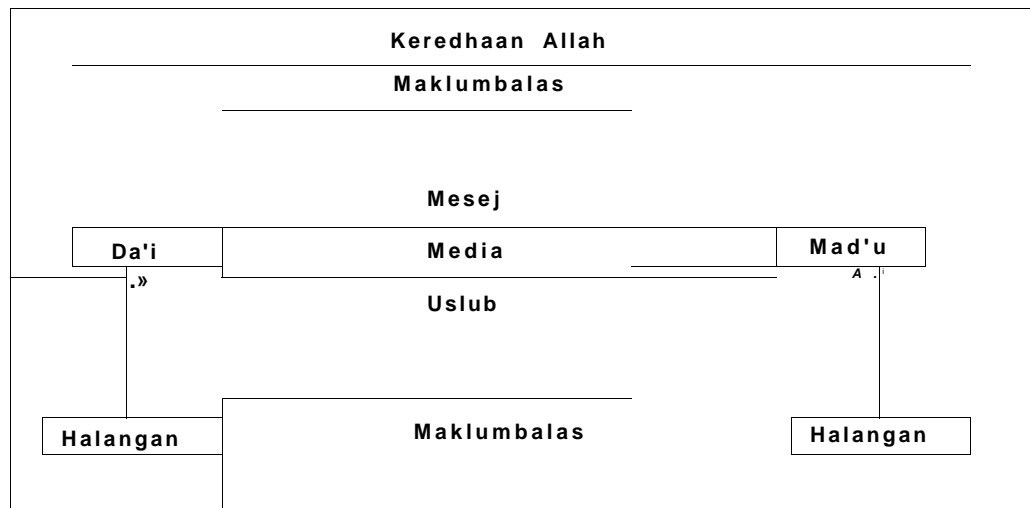 Keredhaan Allah
Maklumbalas
Mesej
Da'i Media Mad'u
Uslub
Halangan Maklumbalas Halangan